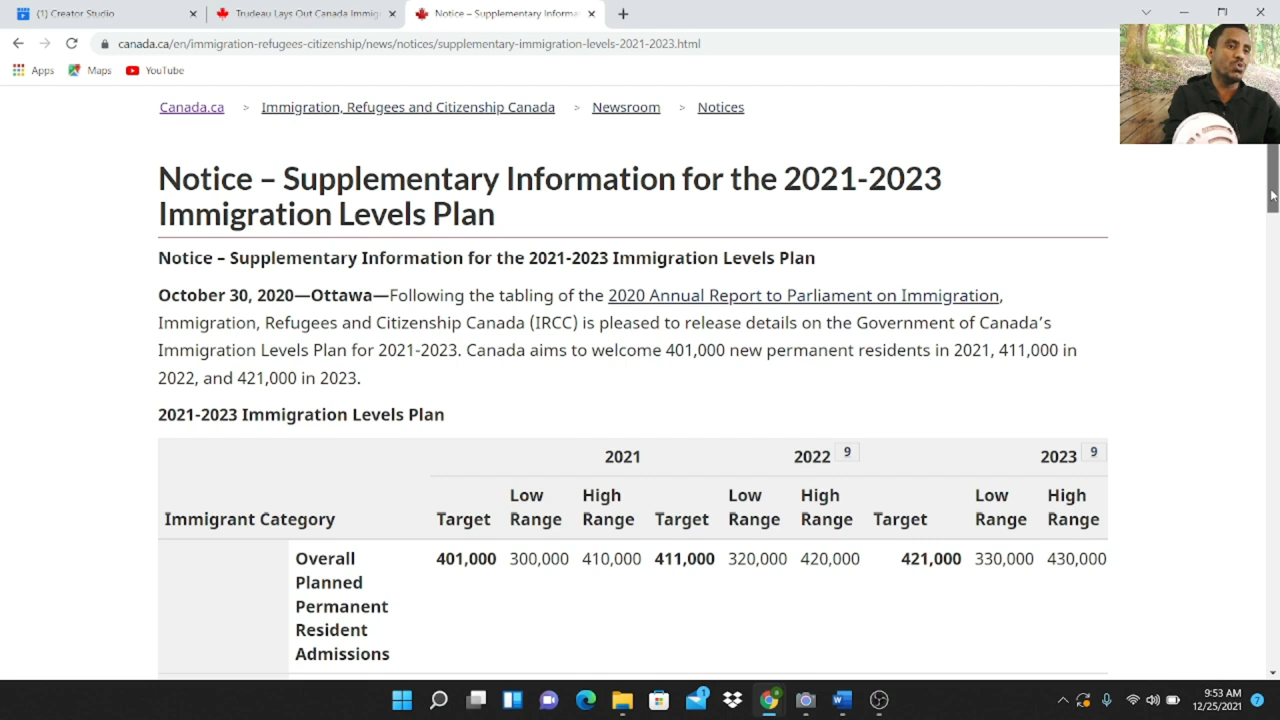 (1) Creator Studio
Trudeau Lays Out Canada Immig
Notice – Supplementary Informa
canada.ca/en/immigration-refugees-citizenship/news/notices/supplementary-immigration-levels-2021-2023.html
Apps Maps YouTube
Canada.ca > Immigration, Refugees and Citizenship Canada > Newsroom > Notices
Notice – Supplementary Information for the 2021-2023
Immigration Levels Plan
Notice – Supplementary Information for the 2021-2023 Immigration Levels Plan
October 30, 2020—Ottawa—Following the tabling of the 2020 Annual Report to Parliament on Immigration,
Immigration, Refugees and Citizenship Canada (IRCC) is pleased to release details on the Government of Canada’s
Immigration Levels Plan for 2021-2023. Canada aims to welcome 401,000 new permanent residents in 2021, 411,000 in
2022, and 421,000 in 2023.
2021-2023 Immigration Levels Plan
2021 2022 9 2023 9
Low High Low High Low High
Immigrant Category Target Range Range Target Range Range Target Range Range
Overall 401,000 300,000 410,000 411,000 320,000 420,000 421,000 330,000 430,000
Planned
Permanent
Resident
Admissions
1
9:53 AM
12/25/2021
7